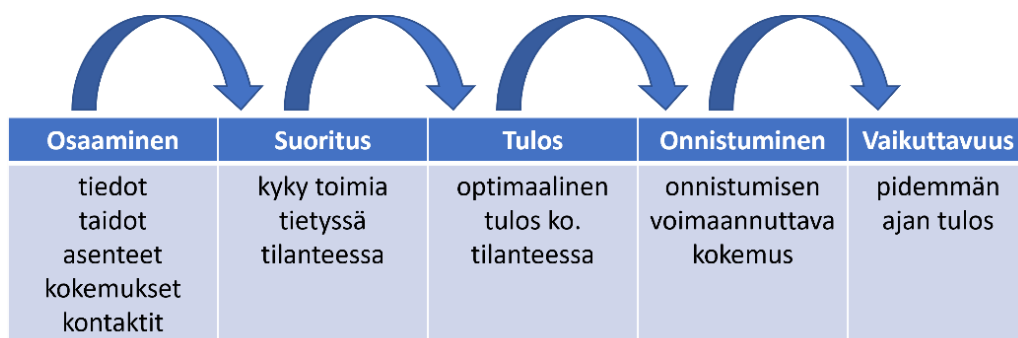 Osaaminen
Suoritus
Tulos
Onnistuminen
Vaikuttavuus
tiedot
taidot
asenteet
kokemukset
kontaktit
kyky toimia
tietyssä
tilanteessa
optimaalinen
tulos ko.
tilanteessa
onnistumisen
voimaannuttava
kokemus
pidemmän
ajan tulos